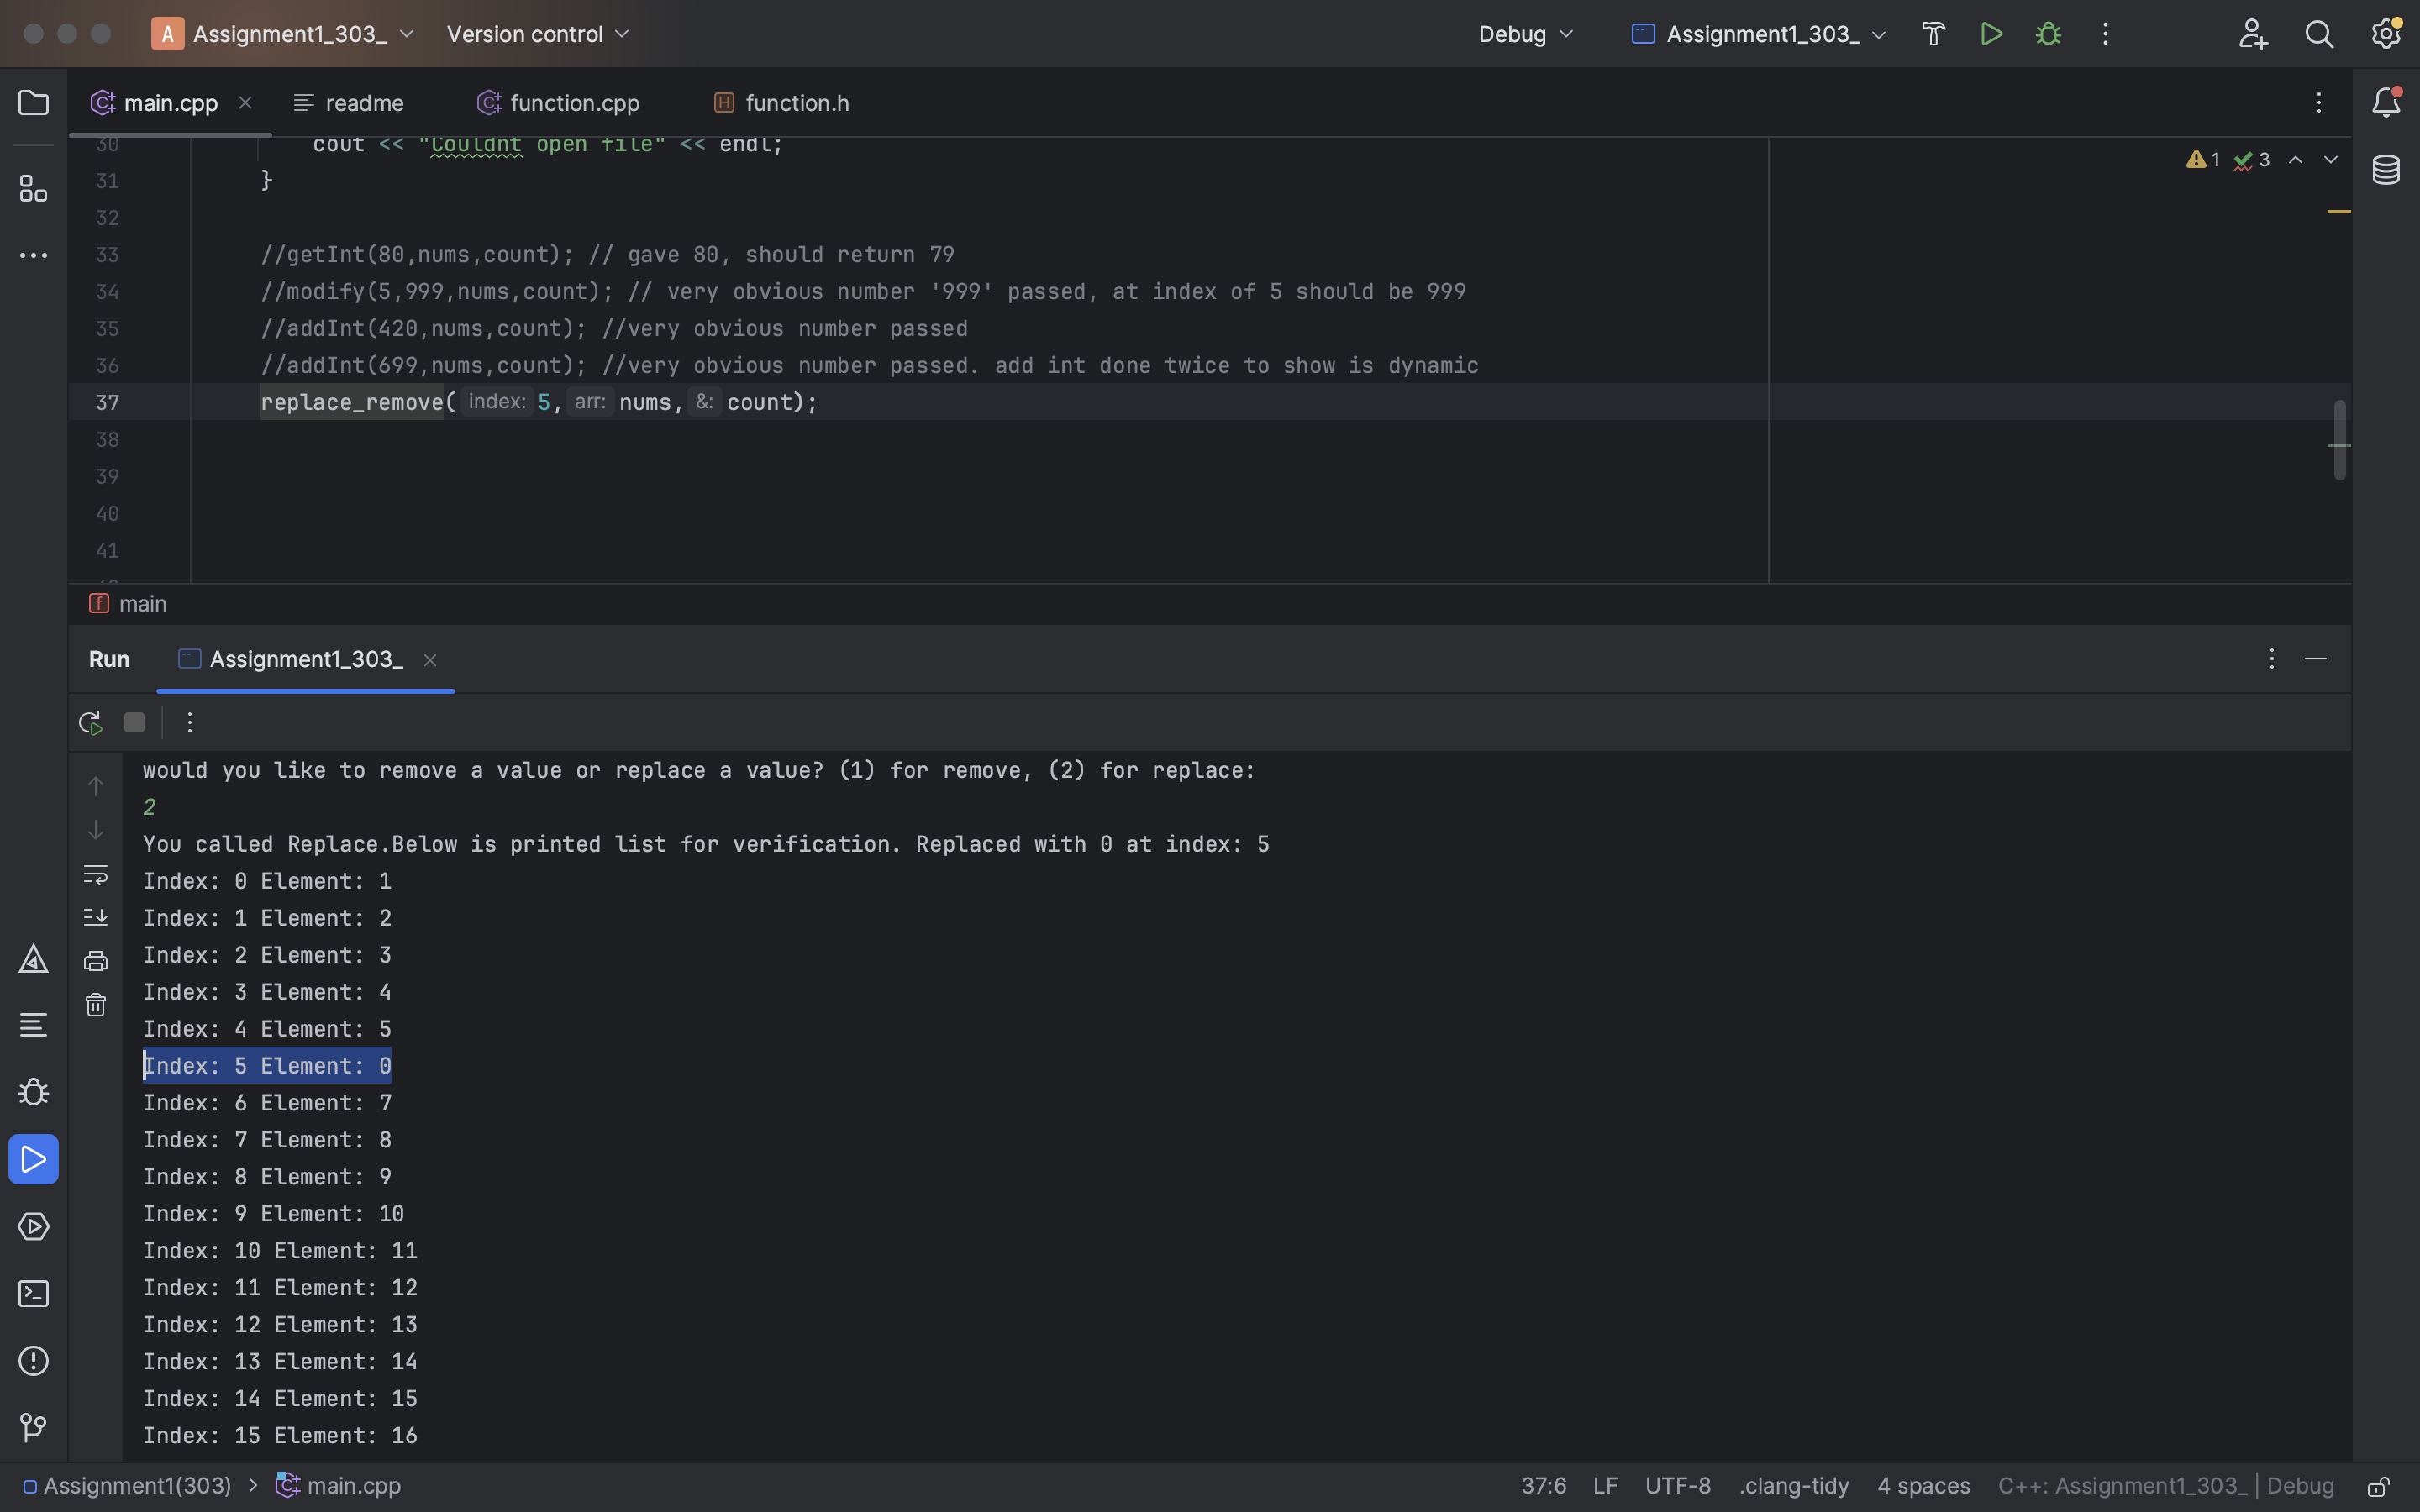 A Assignment1_303_ Version control Debug Assignment1_303_
main.cpp readme function.cpp function.h
30 cout << "Couldnt open file" << endl;
1 3
31 }
32
33 //getInt(80,nums,count); // gave 80, should return 79
34 //modify(5,999,nums,count); // very obvious number '999' passed, at index of 5 should be 999
35 //addInt(420,nums,count); //very obvious number passed
36 //addInt(699,nums,count); //very obvious number passed. add int done twice to show is dynamic
37 replace_remove( index: 5, arr: nums, &: count);
38
39
40
41
f main
Run Assignment1_303_
would you like to remove a value or replace a value? (1) for remove, (2) for replace:
2
You called Replace.Below is printed list for verification. Replaced with 0 at index: 5
Index: 0 Element: 1
Index: 1 Element: 2
Index: 2 Element: 3
Index: 3 Element: 4
Index: 4 Element: 5
Index: 5 Element: 0
Index: 6 Element: 7
Index: 7 Element: 8
Index: 8 Element: 9
Index: 9 Element: 10
Index: 10 Element: 11
Index: 11 Element: 12
Index: 12 Element: 13
Index: 13 Element: 14
Index: 14 Element: 15
Index: 15 Element: 16
Assignment1(303) > main.cpp 37:6 LF UTF-8 .clang-tidy 4 spaces C++: Assignment1_303_ | Debug